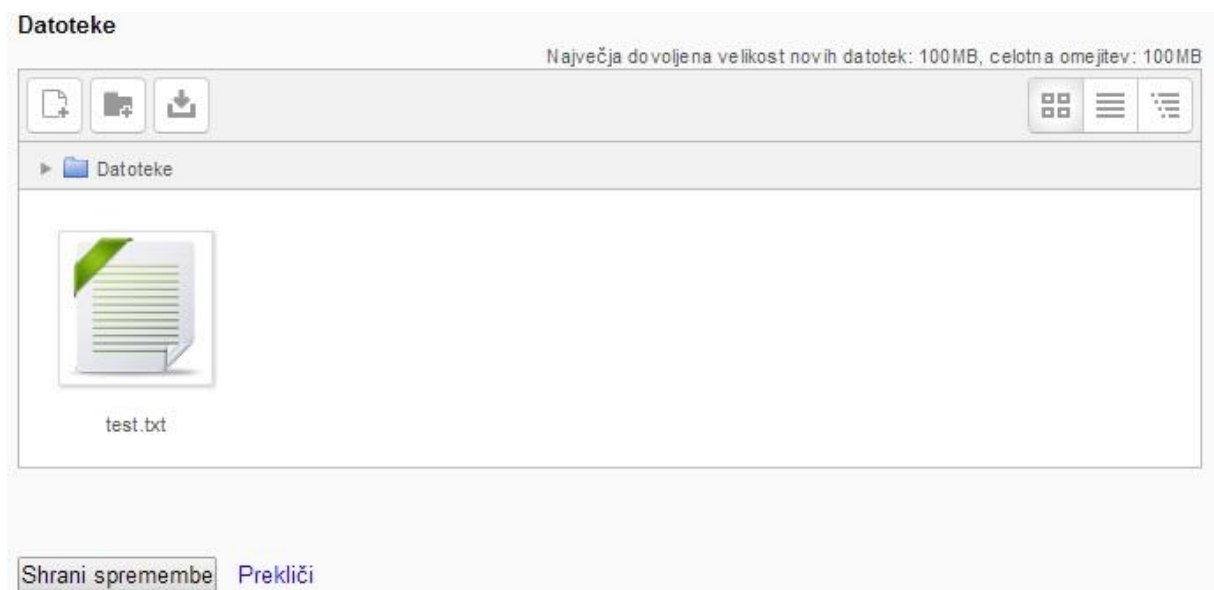 Datoteke
Največja dovoljena velikost novih datotek: 100MB, celotna omejitev: 100MB
Datoteke
test.txt
Shrani spremembe Prekliči